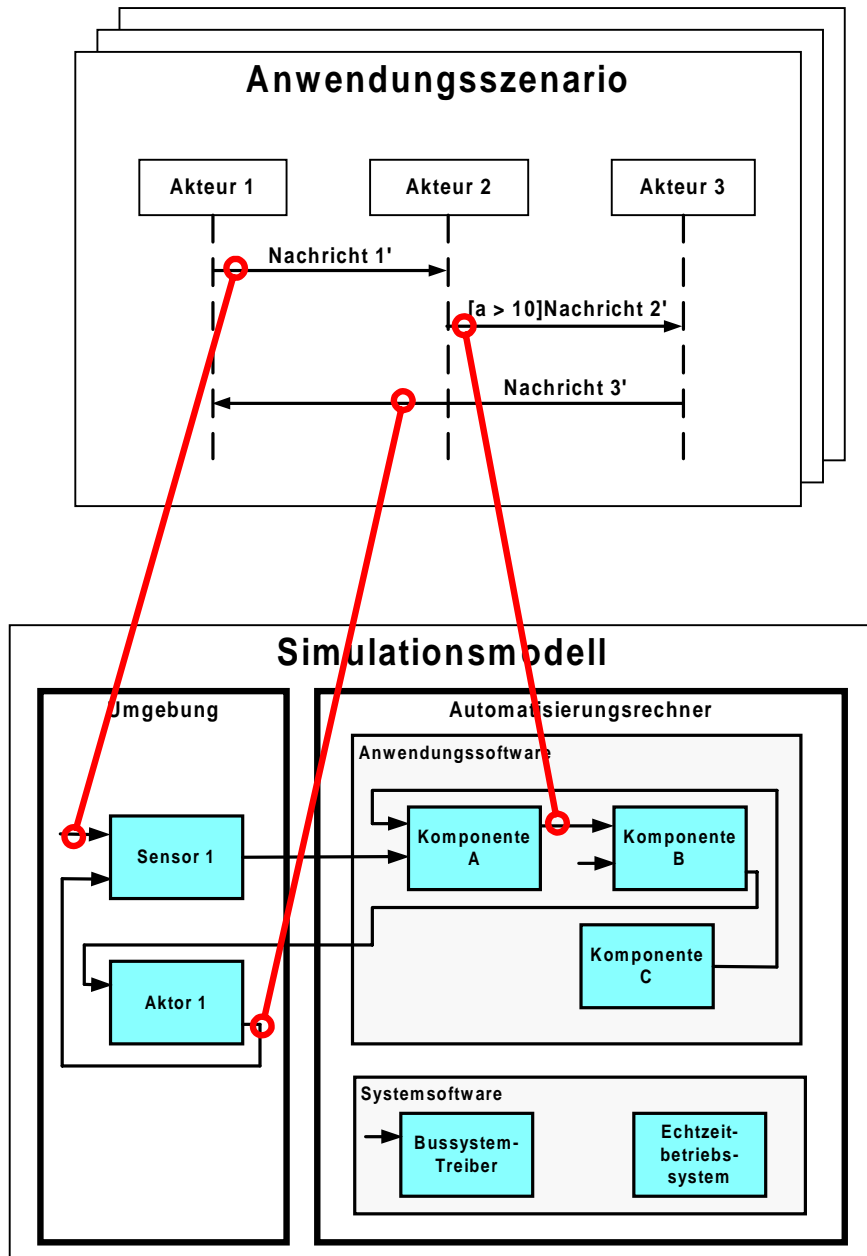 Anwendungsszenario
Akteur 1
Akteur 2
Akteur 3
Nachricht 1'
[a > 10]Nachricht 2'
Nachricht 3'
Simulationsmodell
Umgebung
Automatisierungsrechner
Anwendungssoftware
Sensor 1
Komponente
A
Komponente
B
Komponente
C
Aktor 1
Systemsoftware
Bussystem-
Treiber
Echtzeit-
betriebs-
system